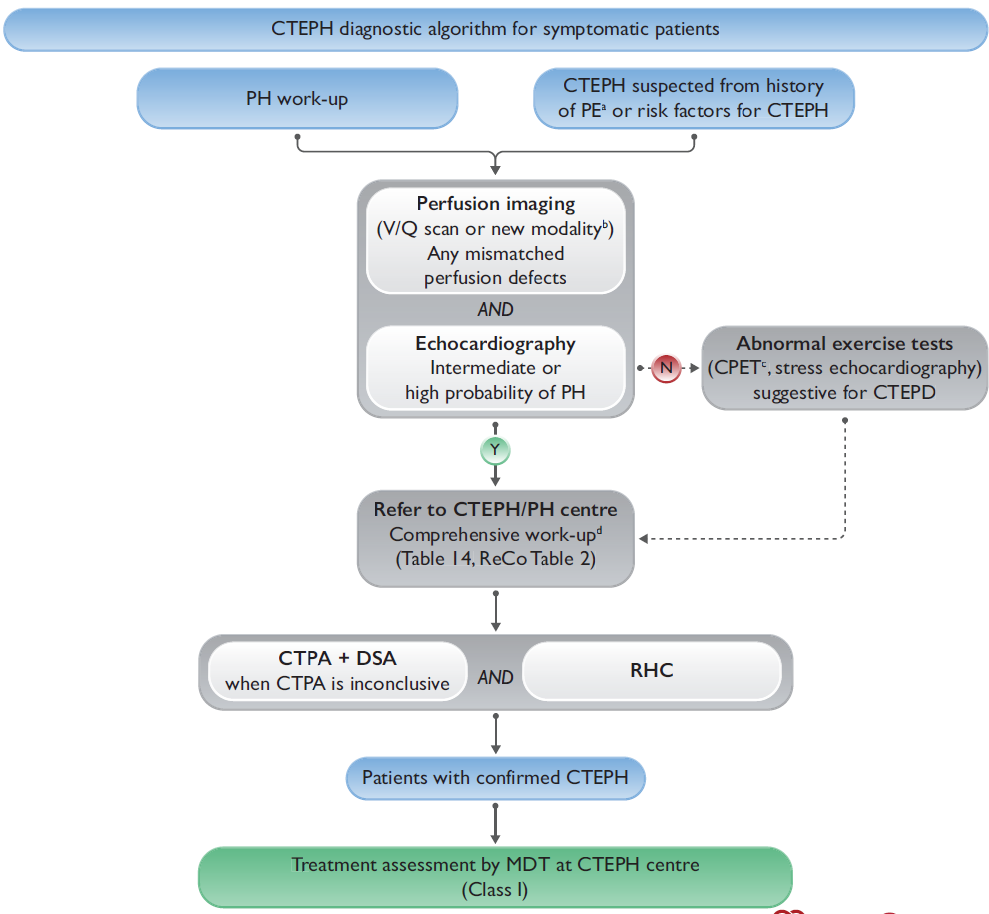 CTEPH diagnostic algorithm for symptomatic patients
PH work-up
CTEPH suspected from history
of PEᵃ or risk factors for CTEPH
Perfusion imaging
(V/Q scan or new modalityᵇ)
Any mismatched
perfusion defects
AND
Echocardiography
Intermediate or
high probability of PH
N
Abnormal exercise tests
(CPETᶜ, stress echocardiography)
suggestive for CTEPD
Y
Refer to CTEPH/PH centre
Comprehensive work-upᵈ
(Table 14, ReCo Table 2)
CTPA + DSA
when CTPA is inconclusive
AND
RHC
Patients with confirmed CTEPH
Treatment assessment by MDT at CTEPH centre
(Class I)